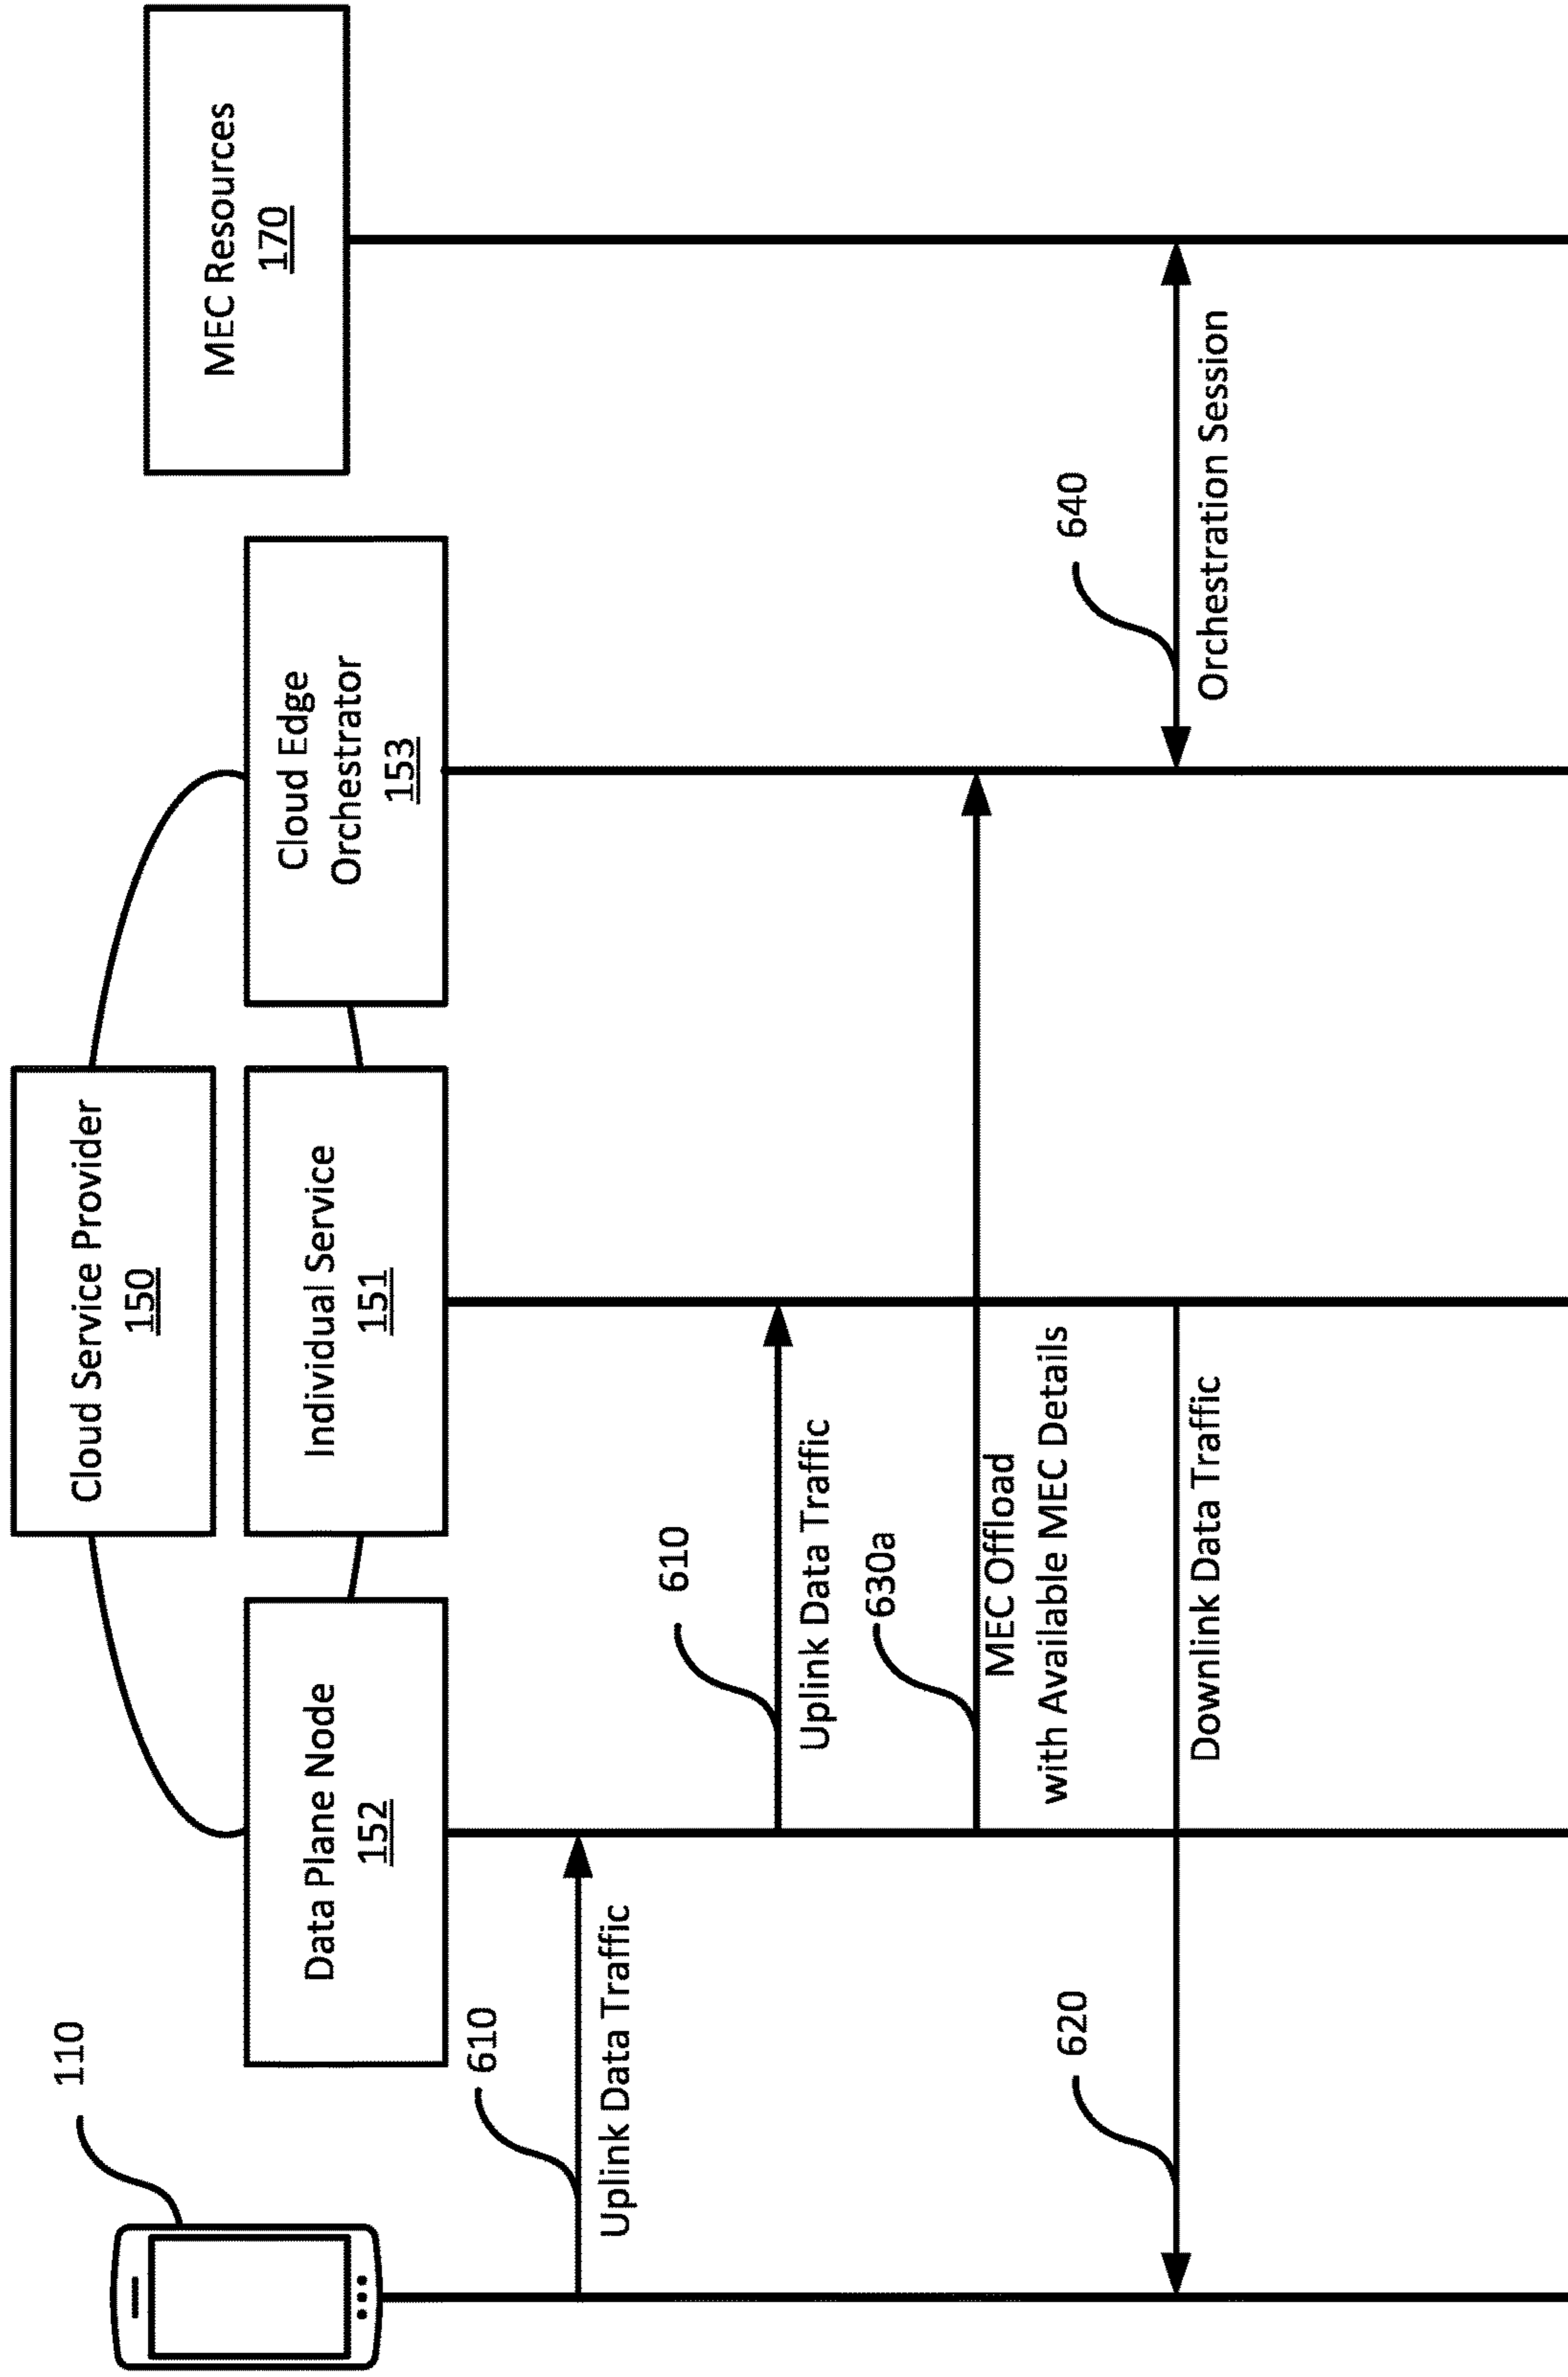 110
Cloud Service Provider
150
Data Plane Node
152
Individual Service
151
Cloud Edge
Orchestrator
153
MEC Resources
170
610
Uplink Data Traffic
610
Uplink Data Traffic
630a
MEC Offload
with Available MEC Details
620
Downlink Data Traffic
640
Orchestration Session